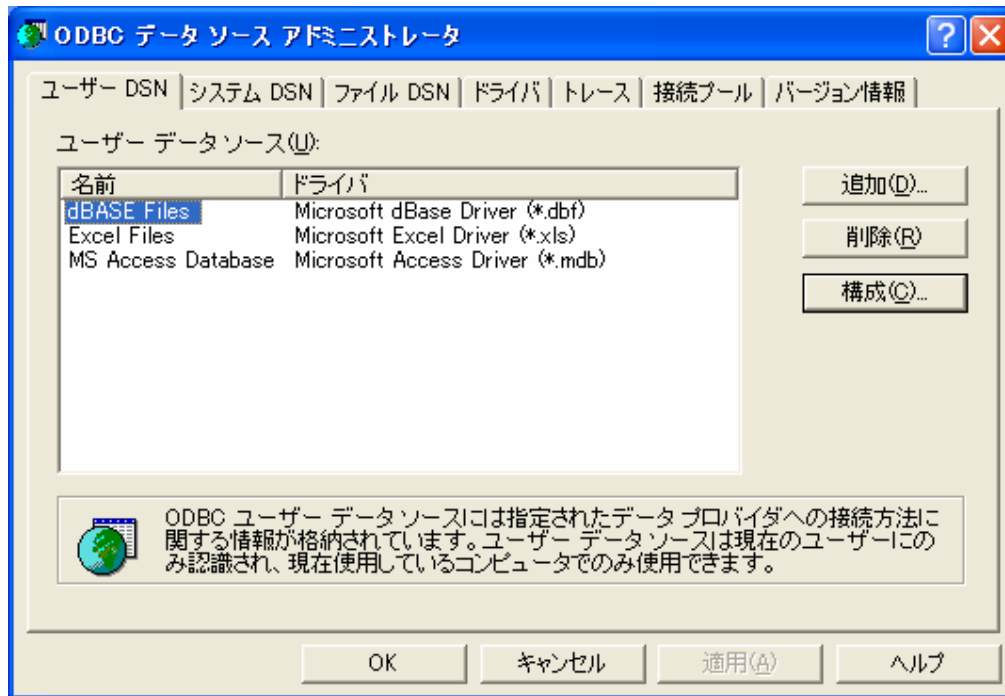 ODBC データ ソース アドミニストレータ
ユーザー DSN システム DSN ファイル DSN ドライバ トレース 接続プール バージョン情報
ユーザー データ ソース(U):
名前 ドライバ
dBASE Files Microsoft dBase Driver (*.dbf)
Excel Files Microsoft Excel Driver (*.xls)
MS Access Database Microsoft Access Driver (*.mdb)
追加(D)...
削除(R)
構成(C)...
ODBC ユーザー データ ソースには指定されたデータ プロバイダへの接続方法に
関する情報が格納されています。ユーザー データ ソースは現在のユーザーにの
み認識され、現在使用しているコンピュータでのみ使用できます。
OK キャンセル 適用(A) ヘルプ